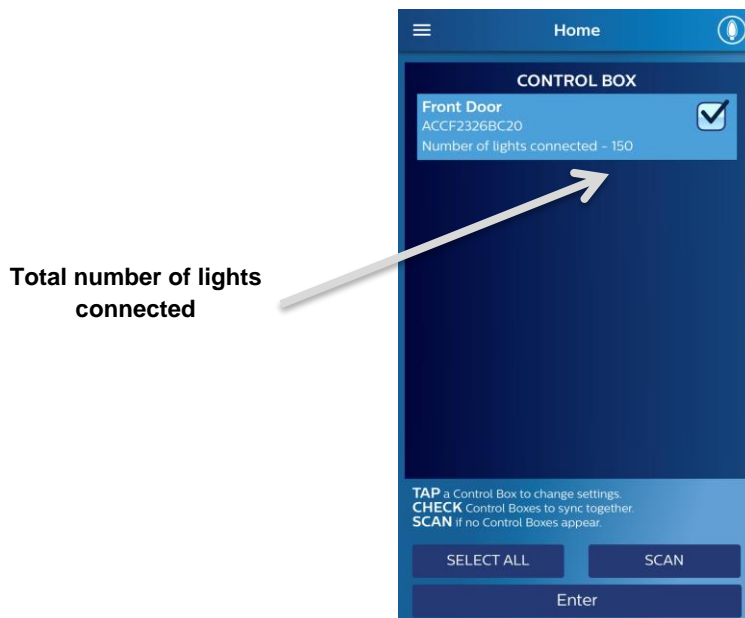 Home
CONTROL BOX
Front Door
ACCF2326BC20
Number of lights connected - 150
Total number of lights
connected
TAP a Control Box to change settings.
CHECK Control Boxes to sync together.
SCAN if no Control Boxes appear.
SELECT ALL
SCAN
Enter